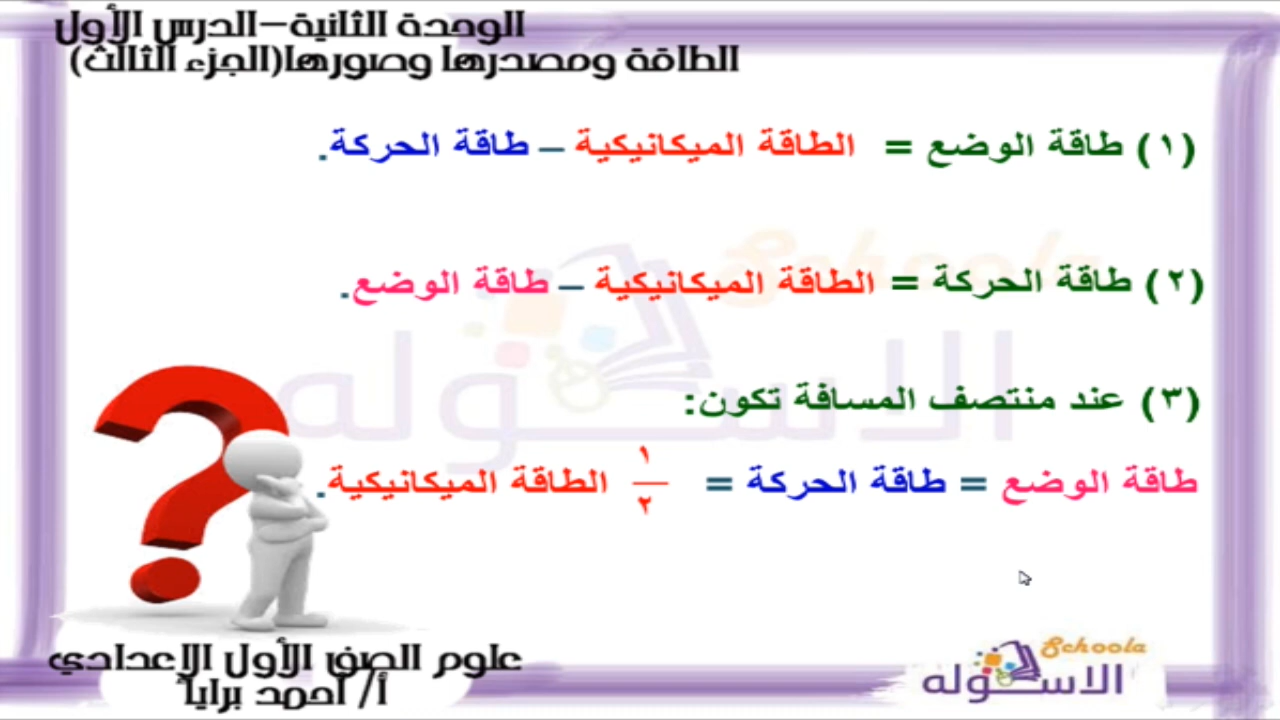 الوحدة الثانية-الدرس الأول
الطاقة ومصدرها وصورها(الجزء الثالث)
(١) طاقة الوضع = الطاقة الميكانيكية – طاقة الحركة.
(٢) طاقة الحركة = الطاقة الميكانيكية – طاقة الوضع.
(٣) عند منتصف المسافة تكون:
طاقة الوضع = طاقة الحركة = ١/٢ الطاقة الميكانيكية.
الاسكوله
علوم الصف الأول الإعدادي
أ/ أحمد برايا
Schoola
الاسكوله